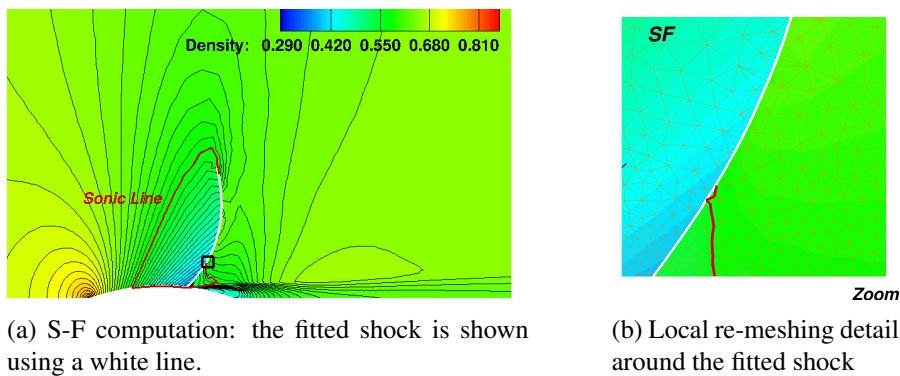 Density: 0.290 0.420 0.550 0.680 0.810
Sonic Line
SF
Zoom
(a) S-F computation: the fitted shock is shown
using a white line.
(b) Local re-meshing detail
around the fitted shock